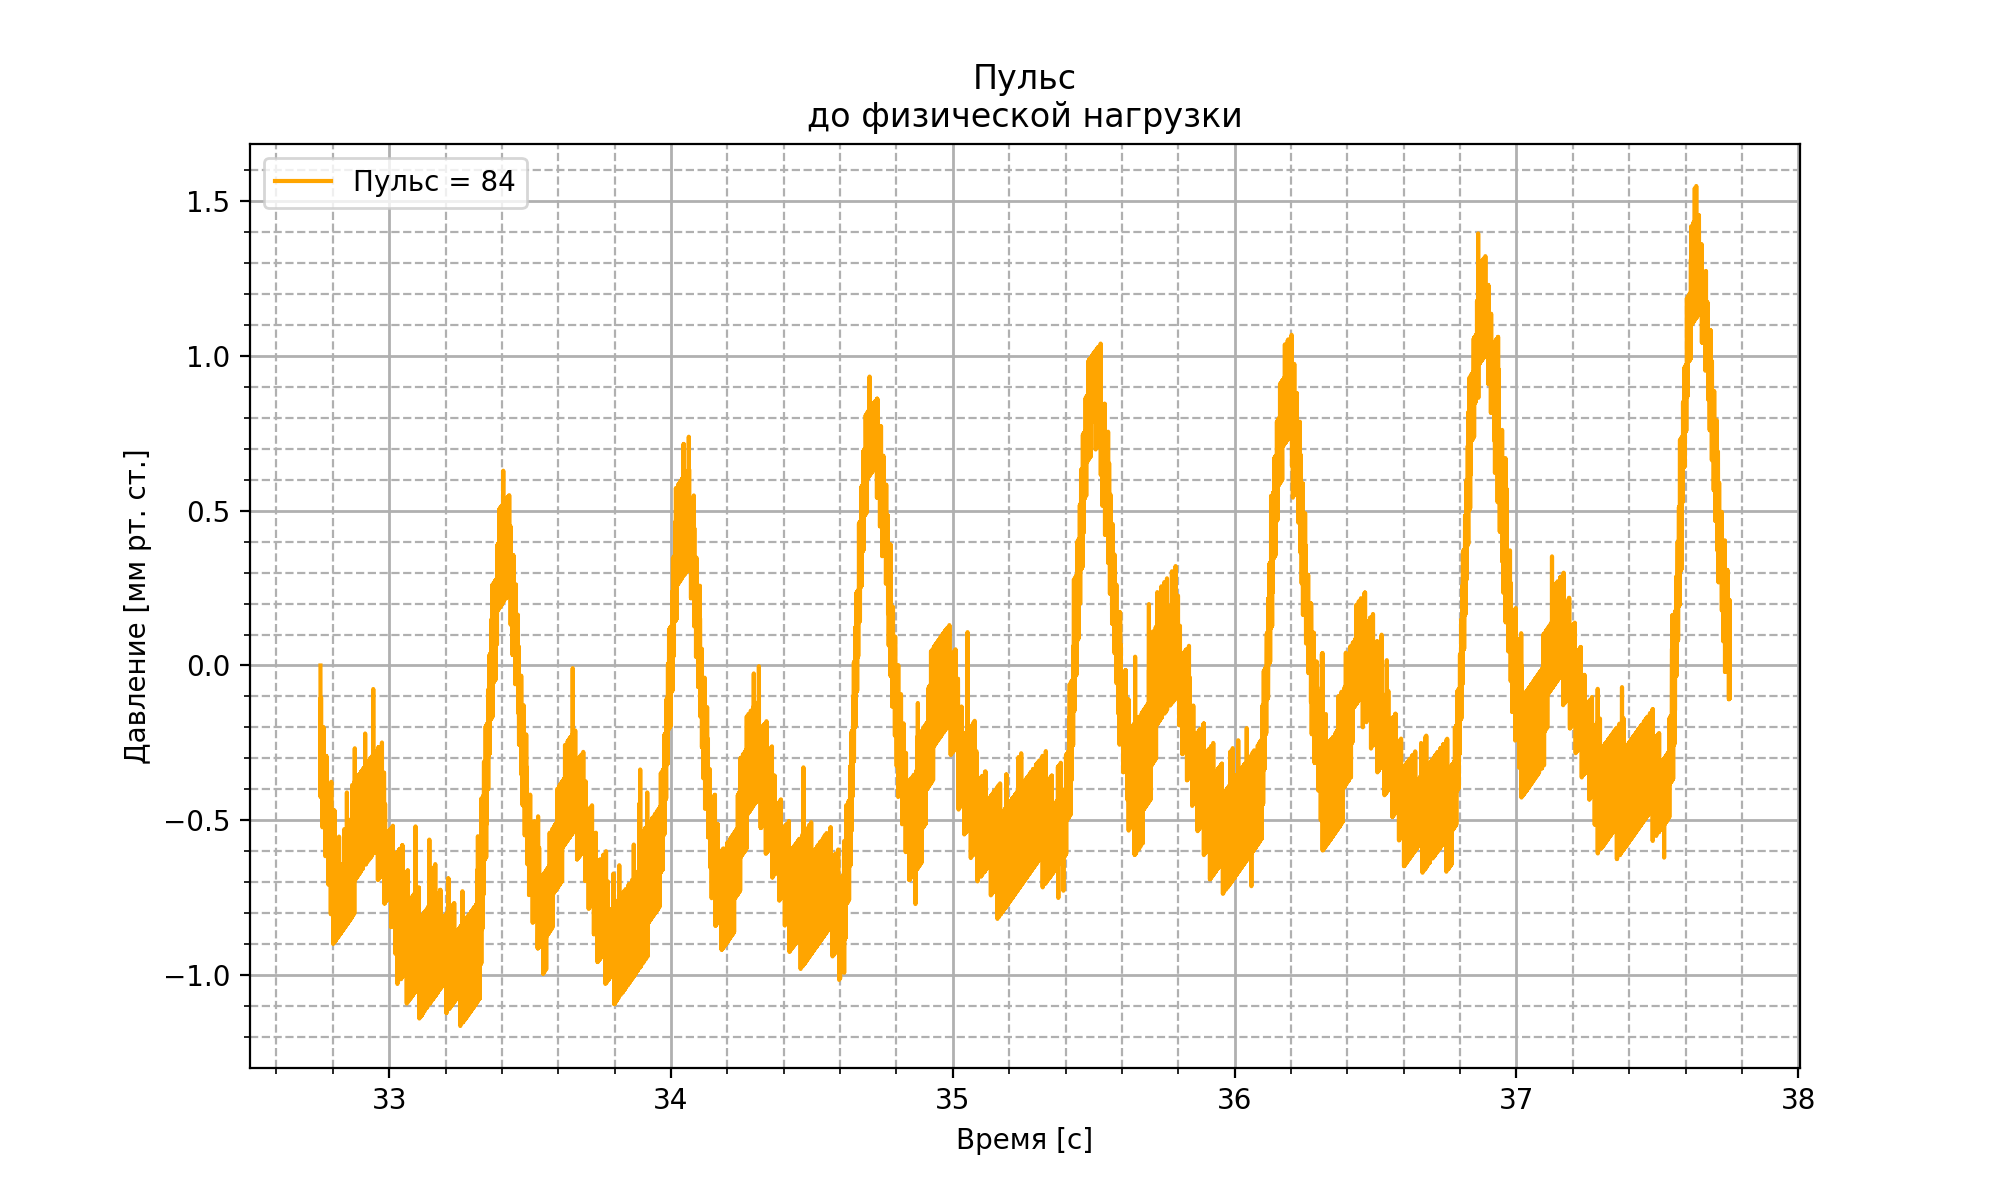 Пульс
до физической нагрузки
Пульс = 84
1.5
1.0
0.5
0.0
−0.5
−1.0
Давление [мм рт. ст.]
33 34 35 36 37 38
Время [с]